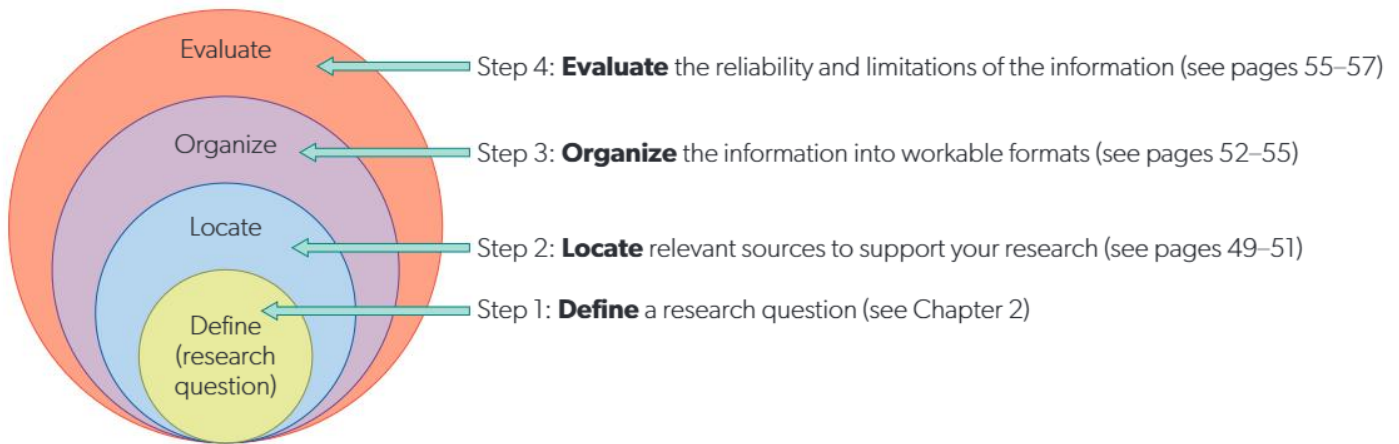 Evaluate
Step 4: Evaluate the reliability and limitations of the information (see pages 55–57)
Organize
Step 3: Organize the information into workable formats (see pages 52–55)
Locate
Step 2: Locate relevant sources to support your research (see pages 49–51)
Step 1: Define a research question (see Chapter 2)
Define
(research
question)